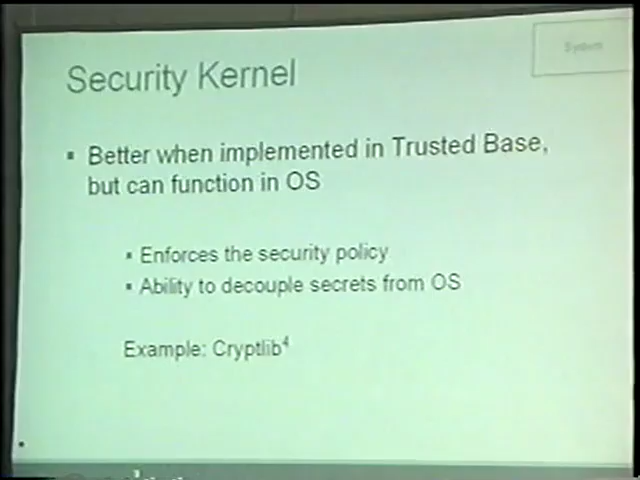 System
Security Kernel
▪ Better when implemented in Trusted Base,
but can function in OS
▪ Enforces the security policy
▪ Ability to decouple secrets from OS
Example: Cryptlib⁴